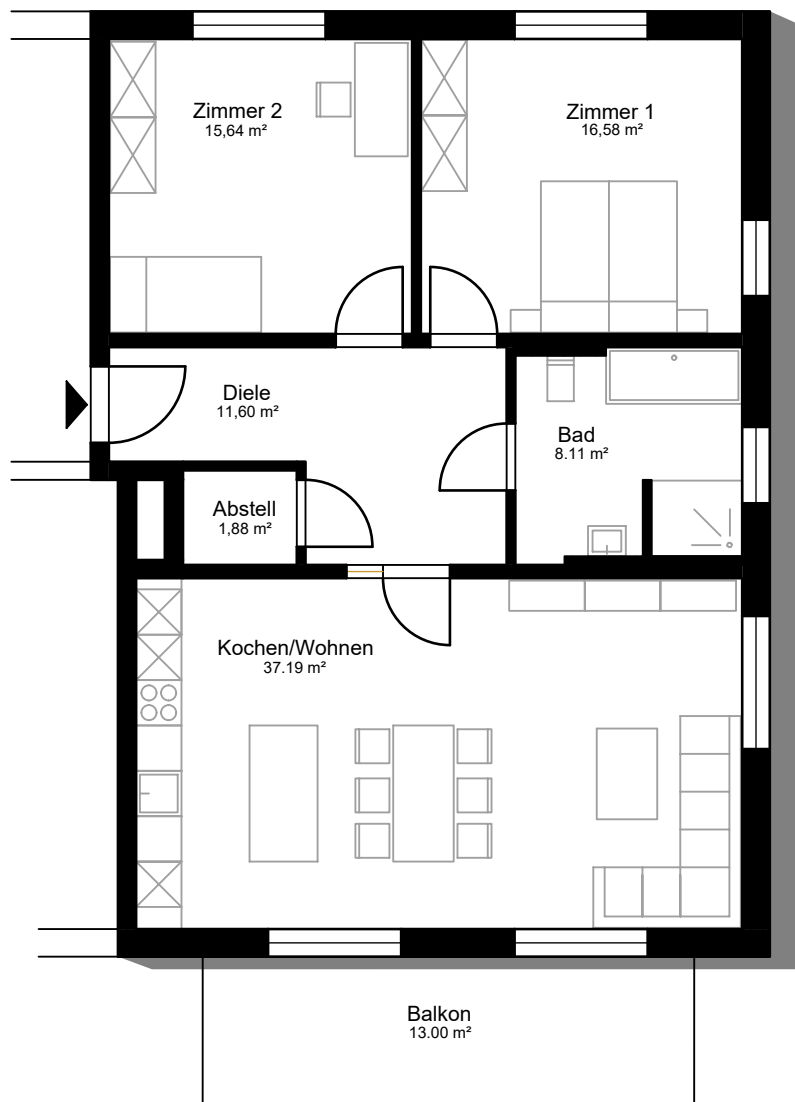 Zimmer 2
15,64 m²
Zimmer 1
16,58 m²
Diele
11,60 m²
Bad
8.11 m²
Abstell
1,88 m²
Kochen/Wohnen
37.19 m²
Balkon
13.00 m²